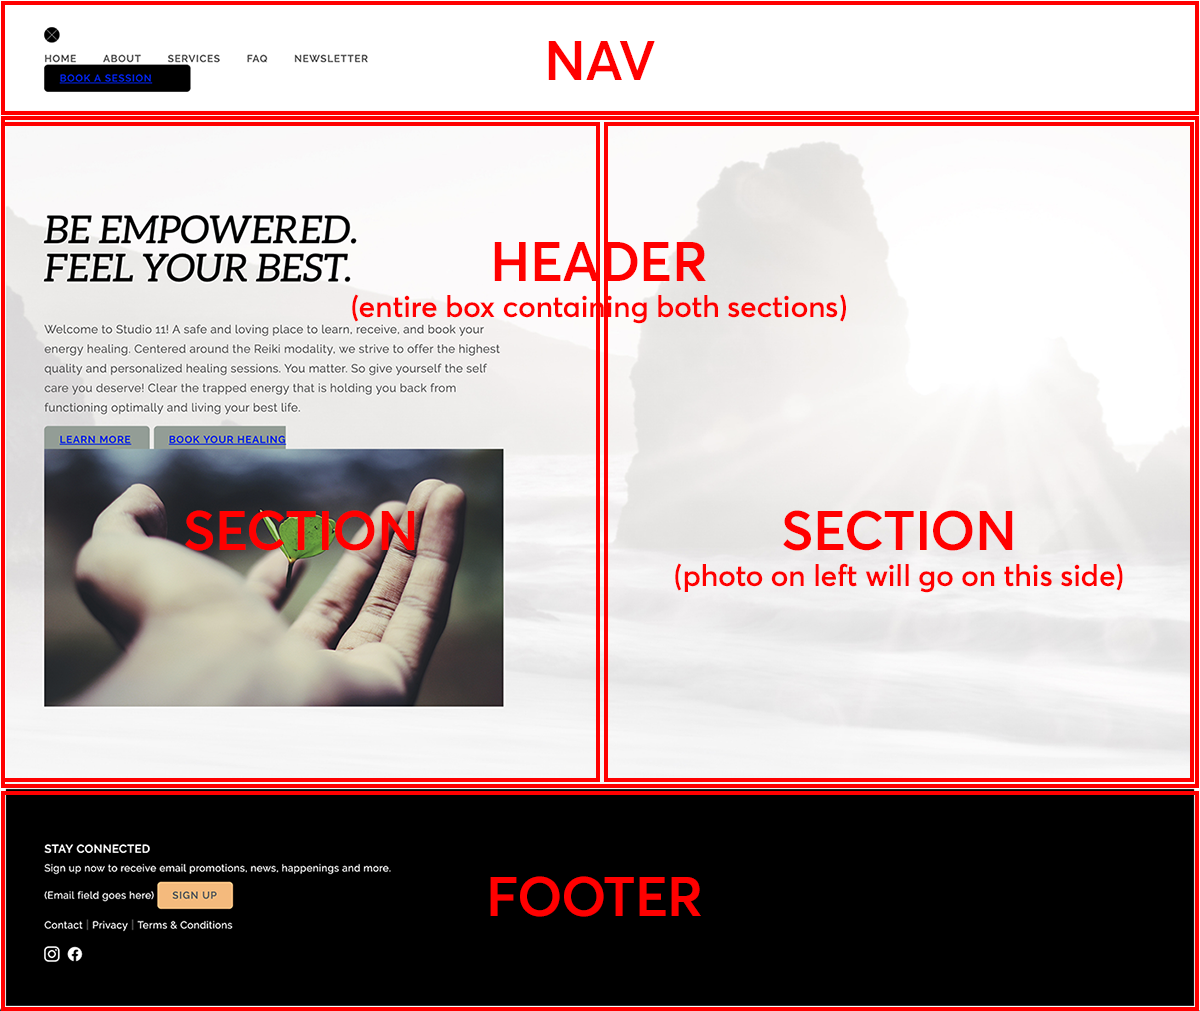 NAV
HOME ABOUT SERVICES FAQ NEWSLETTER
BOOK A SESSION
BE EMPOWERED.
FEEL YOUR BEST.
HEADER
(entire box containing both sections)
Welcome to Studio 11! A safe and loving place to learn, receive, and book your
energy healing. Centered around the Reiki modality, we strive to offer the highest
quality and personalized healing sessions. You matter. So give yourself the self
care you deserve! Clear the trapped energy that is holding you back from
functioning optimally and living your best life.
LEARN MORE BOOK YOUR HEALING
SECTION
SECTION
(photo on left will go on this side)
STAY CONNECTED
Sign up now to receive email promotions, news, happenings and more.
(Email field goes here) SIGN UP
Contact | Privacy | Terms & Conditions
FOOTER